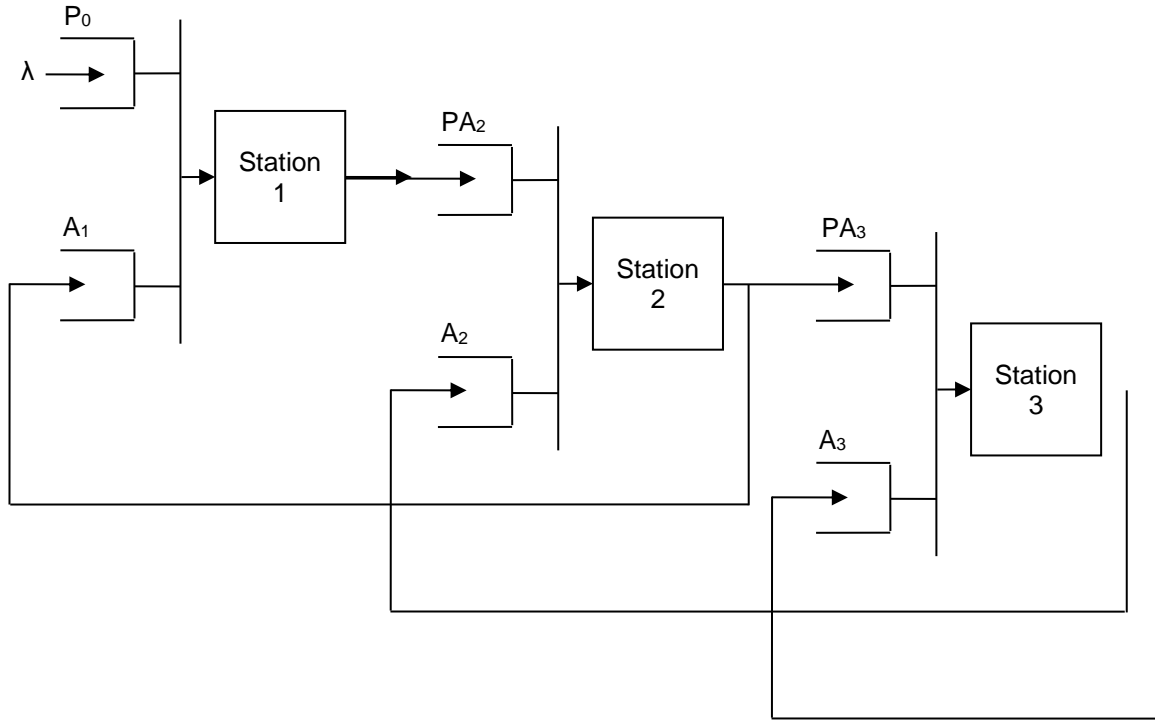 P₀
λ
Station
1
PA₂
A₁
Station
2
PA₃
A₂
Station
3
A₃